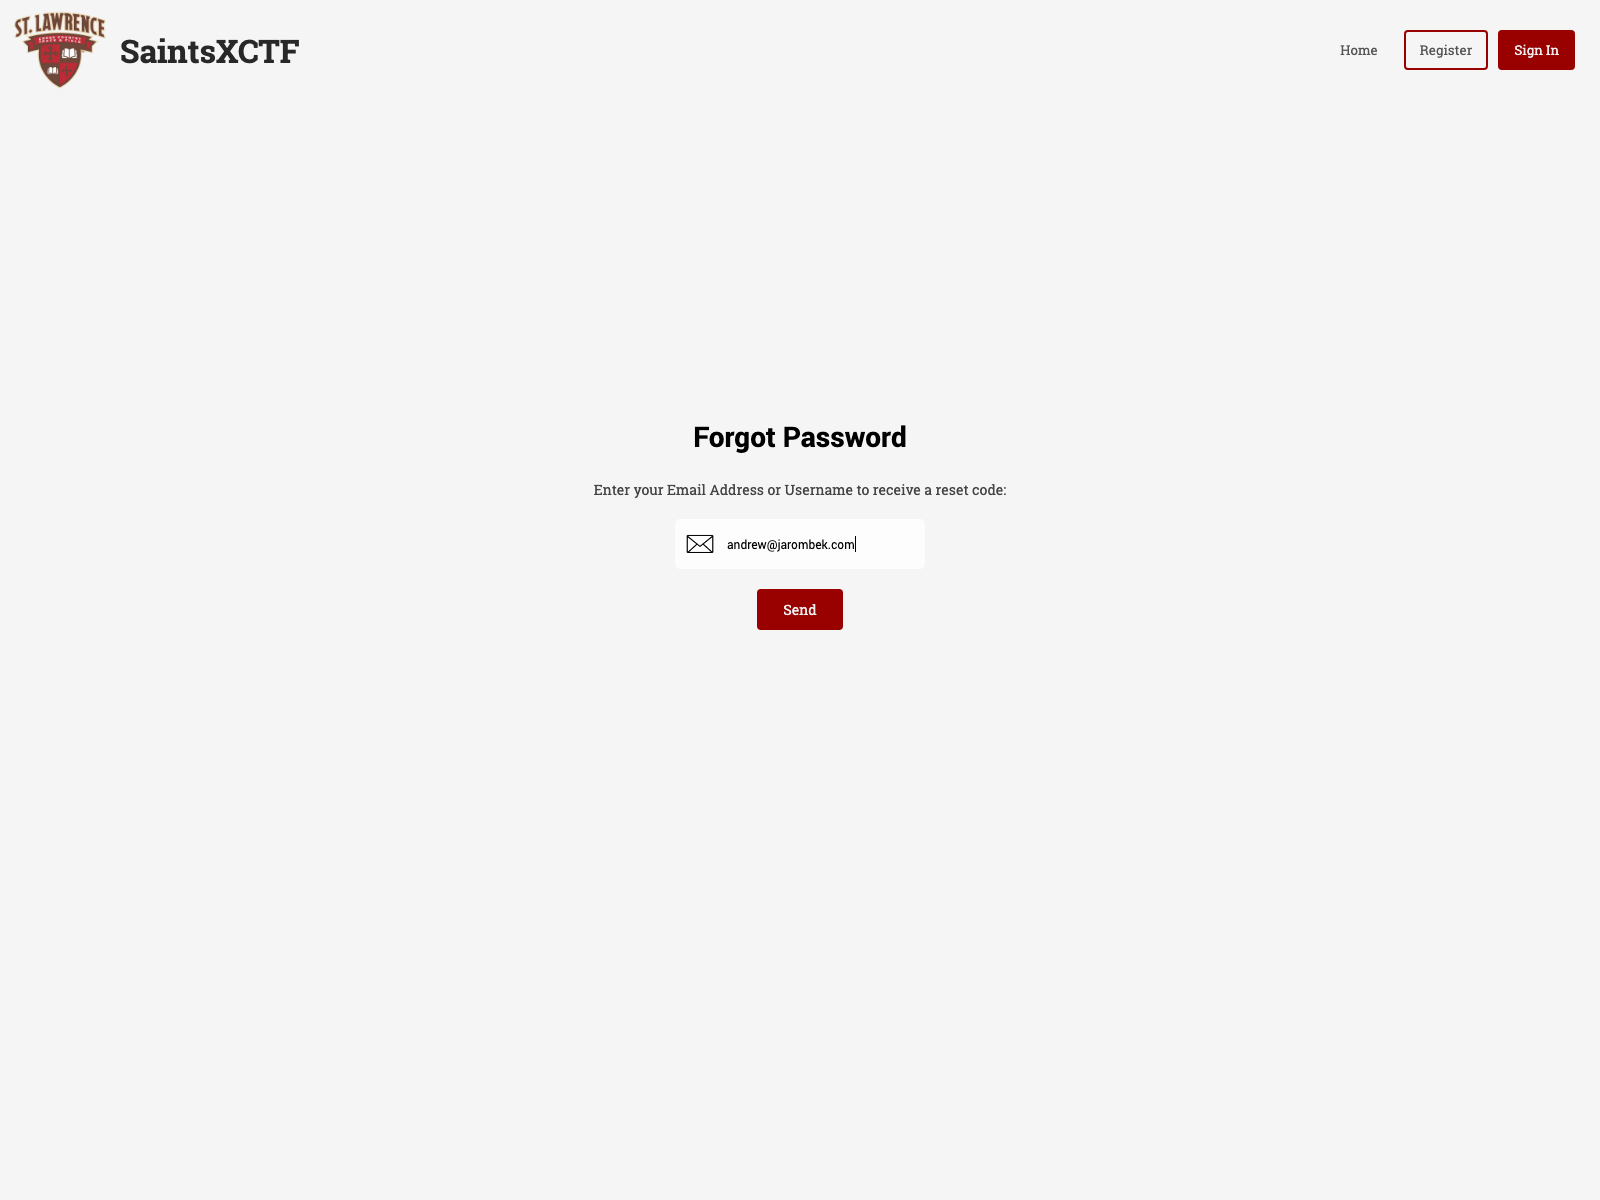 ST. LAWRENCE
SaintsXCTF
Home
Register
Sign In
Forgot Password
Enter your Email Address or Username to receive a reset code:
andrew@jarombek.com
Send